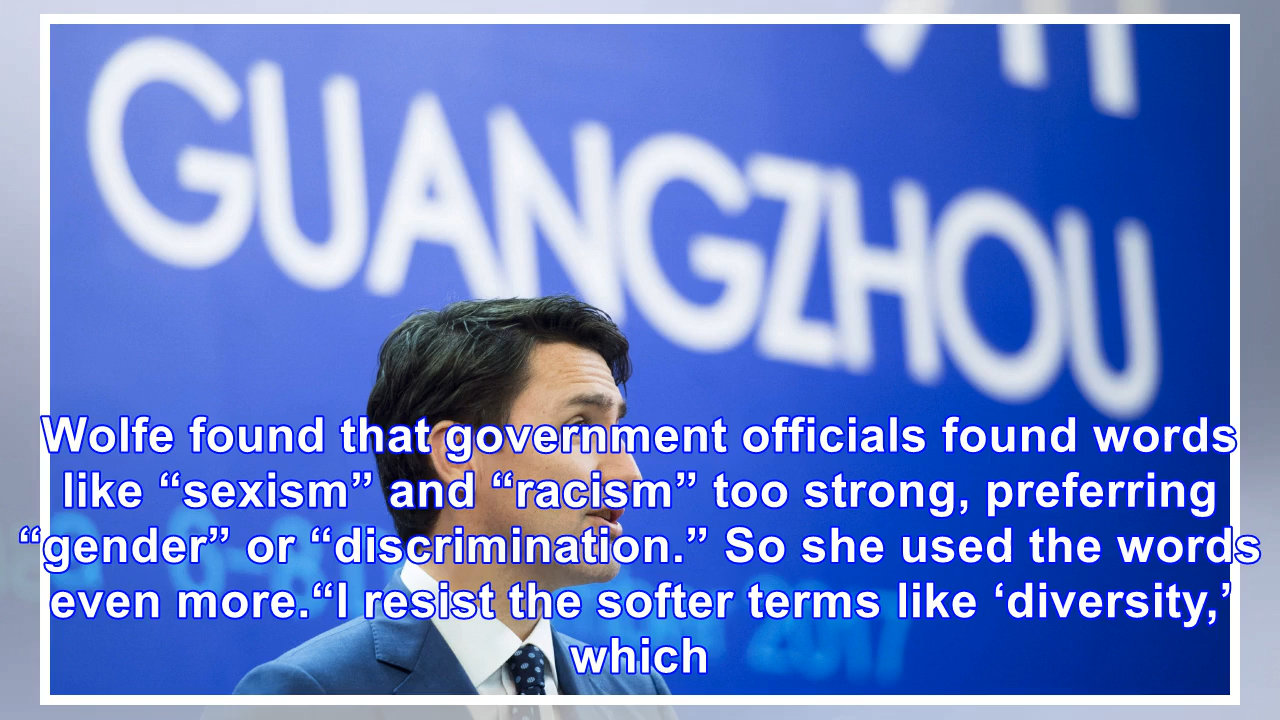 GUANGZHOU
Wolfe found that government officials found words
like “sexism” and “racism” too strong, preferring
“gender” or “discrimination.” So she used the words
even more.“I resist the softer terms like ‘diversity,’
which
2017